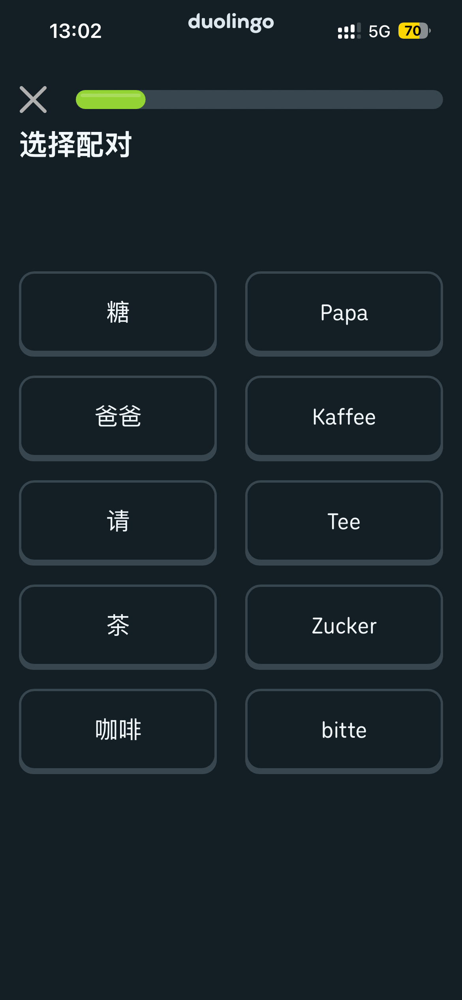 13:02
duolingo
5G
70
选择配对
糖
Papa
爸爸
Kaffee
请
Tee
茶
Zucker
咖啡
bitte